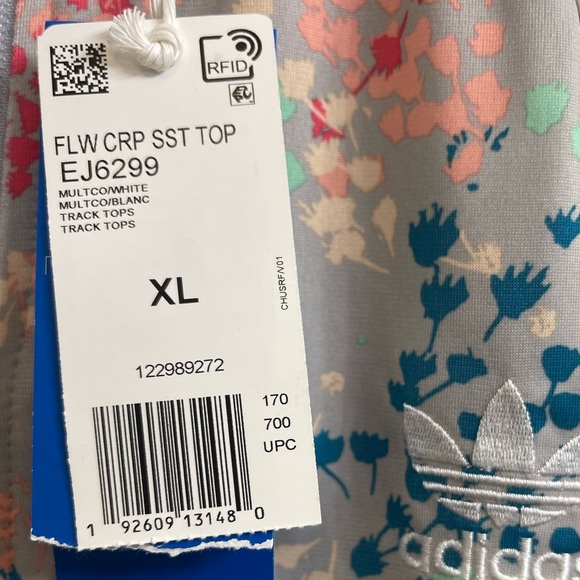 RFID
FLW CRP SST TOP
EJ6299
MULTCO/WHITE
MULTCO/BLANC
TRACK TOPS
TRACK TOPS
XL
CHUSRF/V01
122989272
170
700
UPC
1 92609 13148 0
adidas